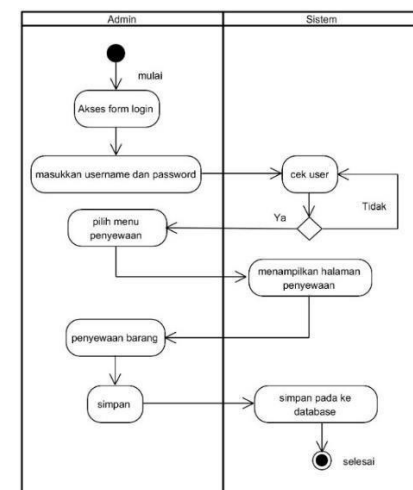 Admin
Sistem
mulai
Akses form login
masukkan username dan password
cek user
Tidak
Ya
pilih menu
penyewaan
menampilkan halaman
penyewaan
penyewaan barang
simpan
simpan pada ke
database
selesai